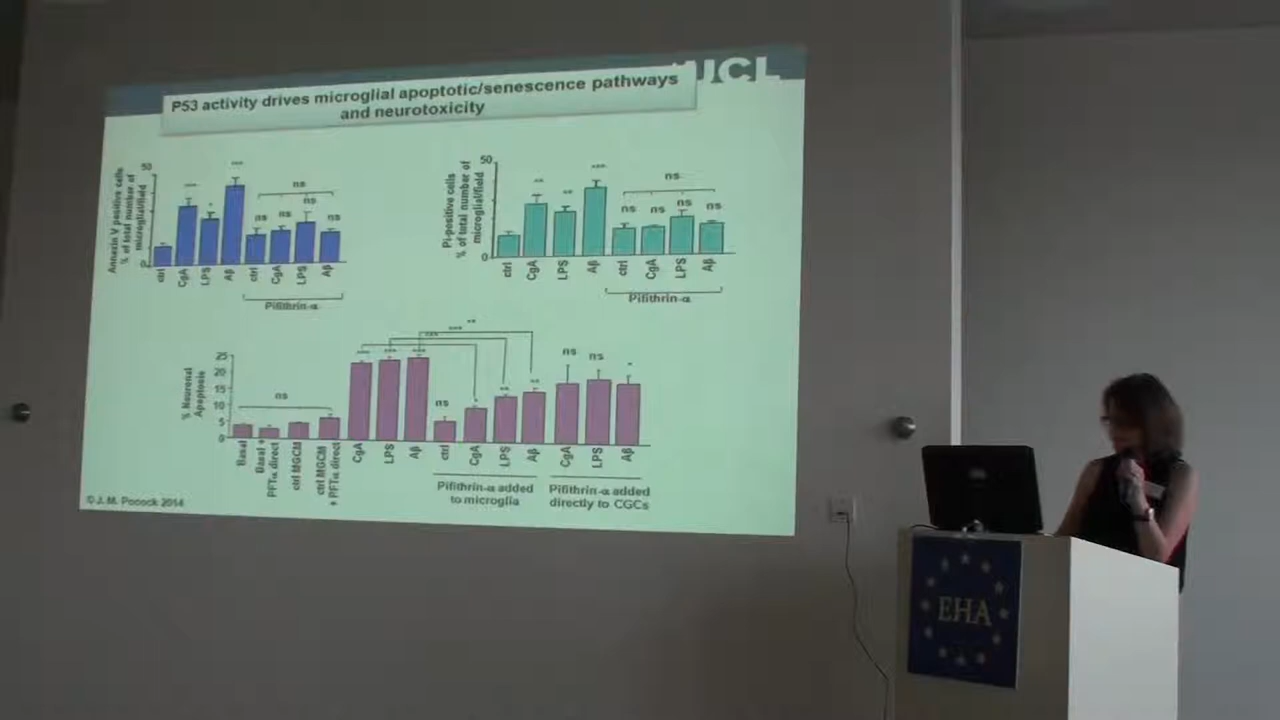 UCL
P53 activity drives microglial apoptotic/senescence pathways
and neurotoxicity
Annexin V positive cells
% of total number of
microglial/field
50
0
*** * ***
ns
ns ns ns ns
ctrl CgA LPS Aβ ctrl CgA LPS Aβ
Pifithrin-α
PI-positive cells
% of total number of
microglial/field
50
0
** ** ***
ns
ns ns ns ns
ctrl CgA LPS Aβ ctrl CgA LPS Aβ
Pifithrin-α
% Neuronal
Apoptosis
25
20
15
10
5
0
ns
*** *** ***
*** **
ns * ** **
ns ns *
Basal
Basal +
PFTα direct
ctrl MGCM
ctrl MGCM
+ PFTα direct
CgA LPS Aβ ctrl CgA LPS Aβ CgA LPS Aβ
Pifithrin-α added
to microglia
Pifithrin-α added
directly to CGCs
© J. M. Pocock 2014
EHA